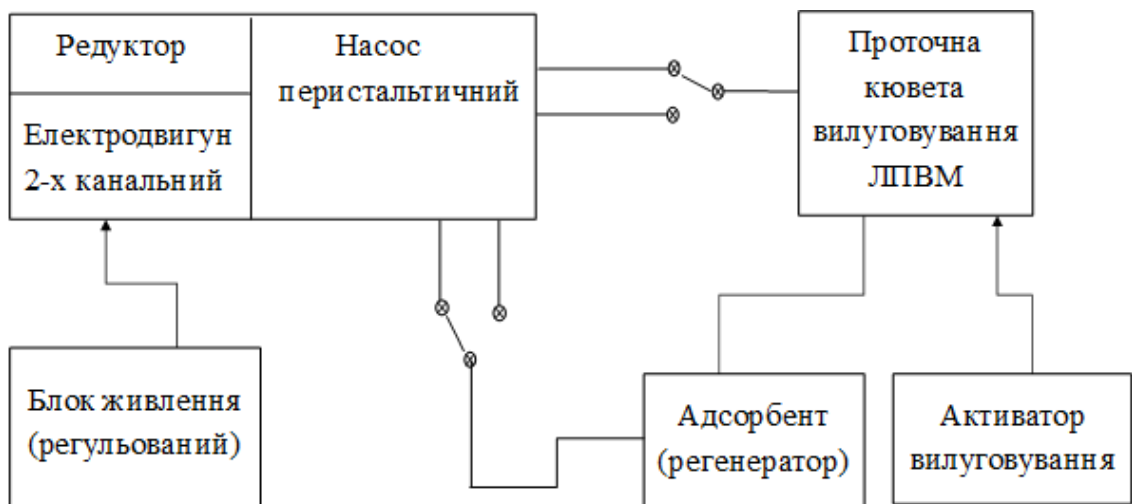 Редуктор
Електродвигун
2-х канальний
Насос
перистальтичний
Проточна
кювета
вилуговування
ЛПВМ
Блок живлення
(регульований)
Адсорбент
(регенератор)
Активатор
вилуговування